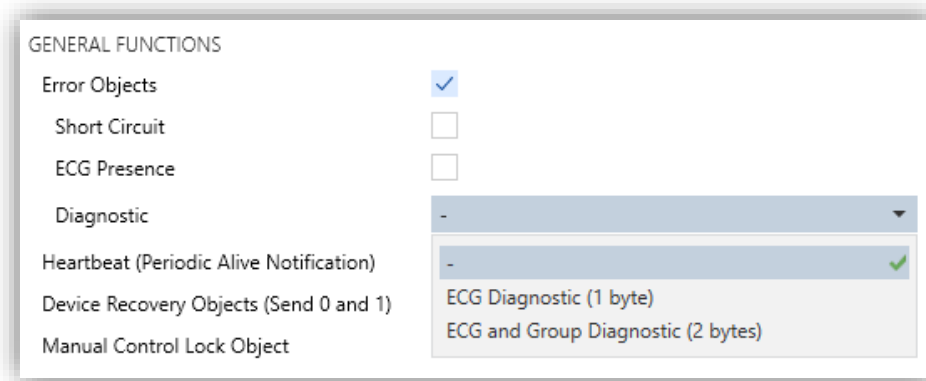 GENERAL FUNCTIONS
Error Objects
Short Circuit
ECG Presence
Diagnostic -
Heartbeat (Periodic Alive Notification) -
Device Recovery Objects (Send 0 and 1) ECG Diagnostic (1 byte)
ECG and Group Diagnostic (2 bytes)
Manual Control Lock Object